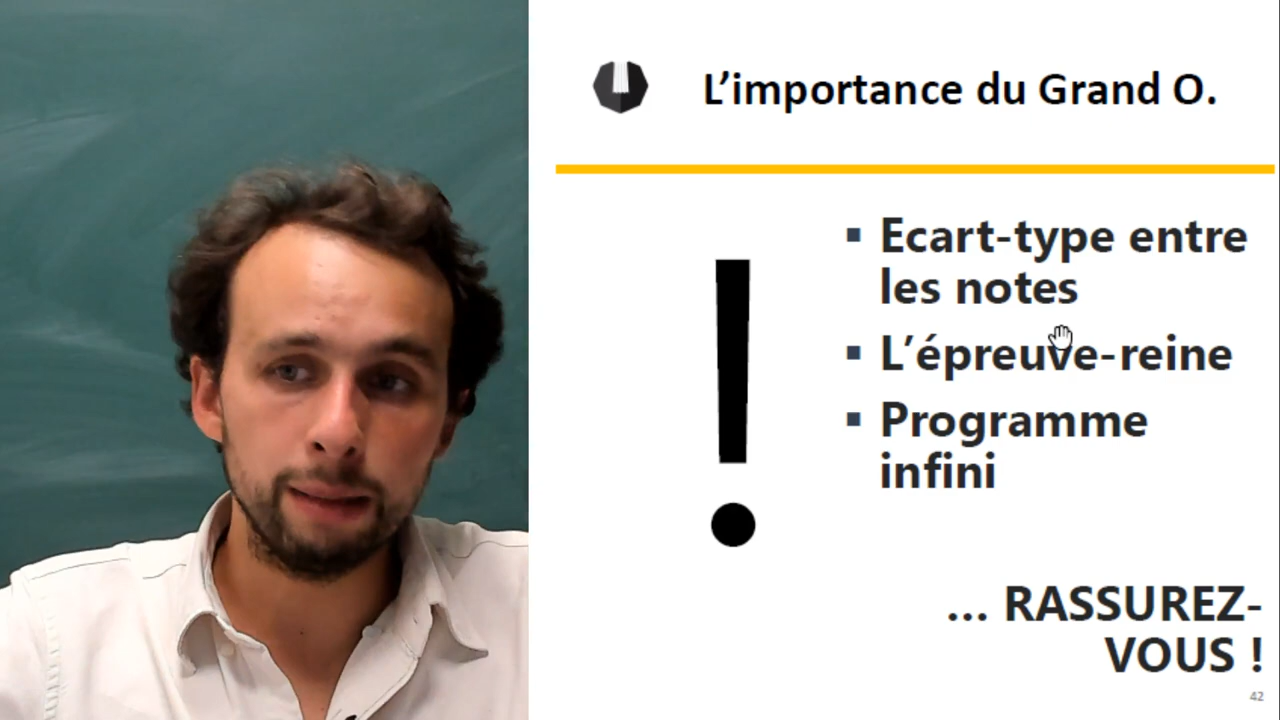 L’importance du Grand O.
▪ Ecart-type entre
les notes
▪ L’épreuve-reine
▪ Programme
infini
... RASSUREZ-
VOUS !
42